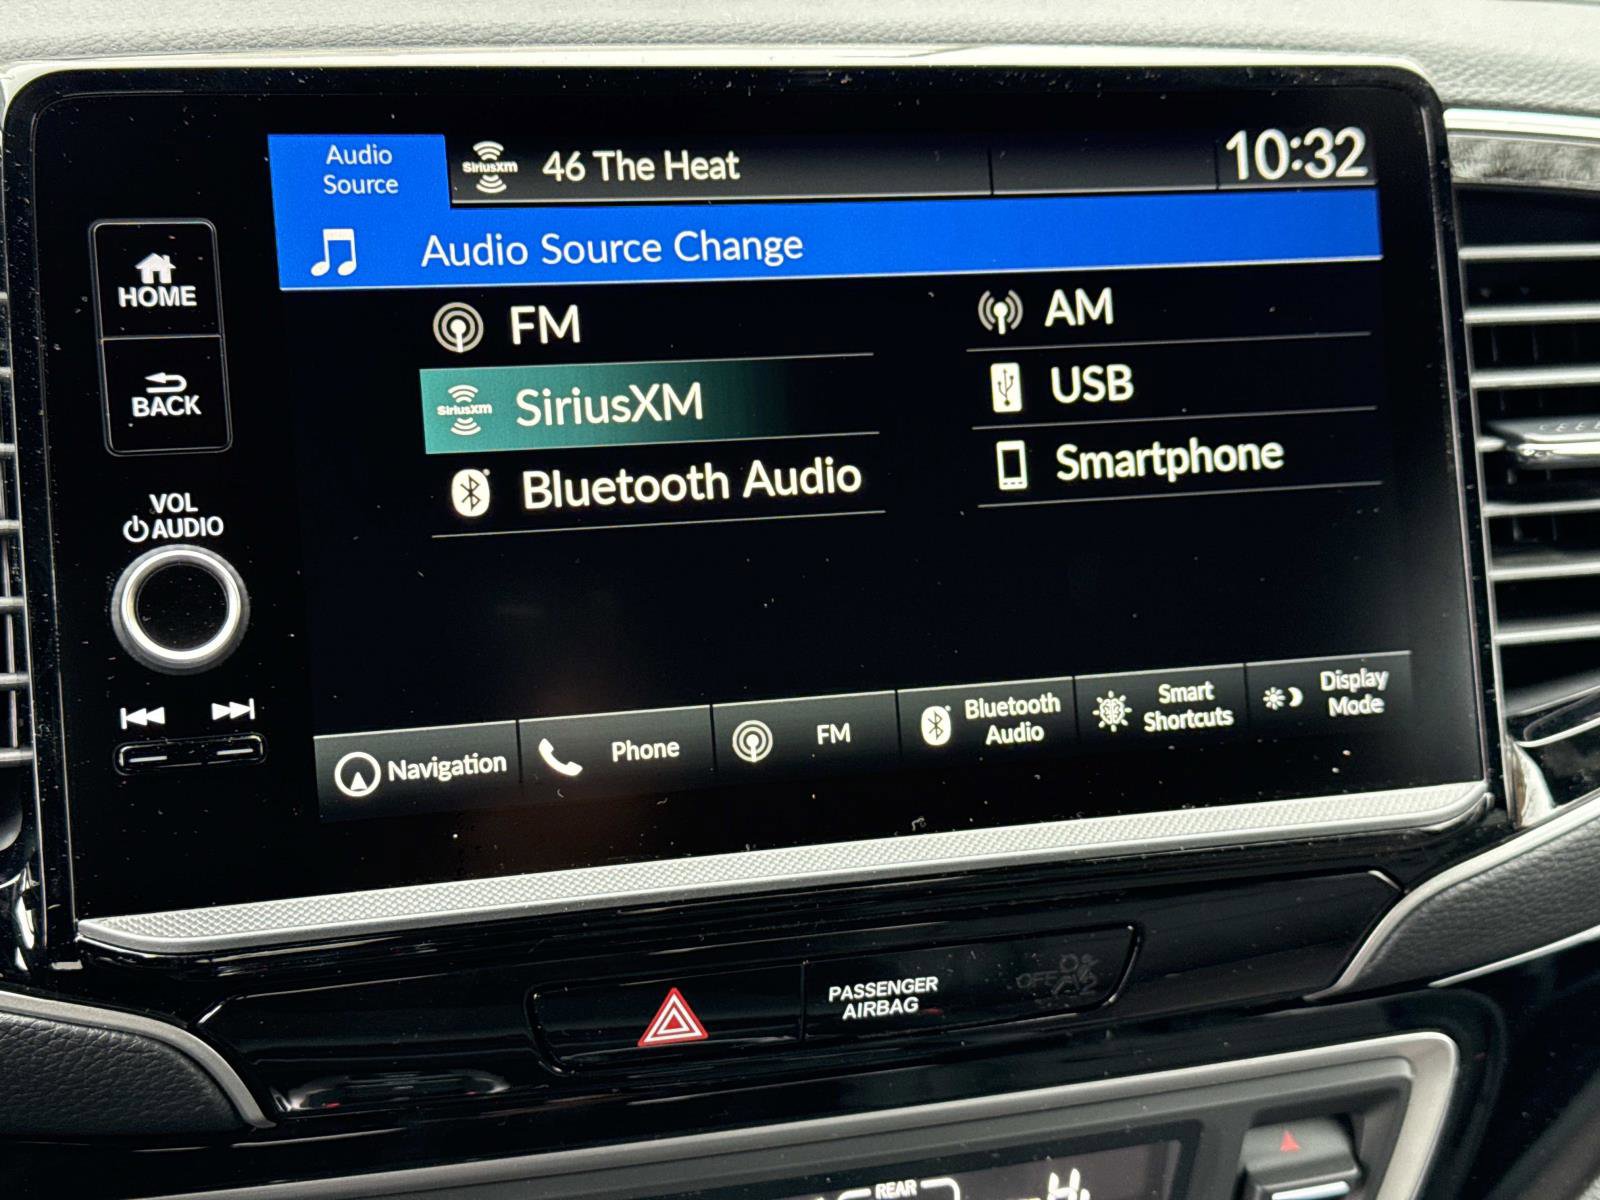 Audio
Source
SiriusXM 46 The Heat 10:32
Audio Source Change
HOME
BACK
FM
AM
SiriusXM SiriusXM
USB
Bluetooth Audio
Smartphone
VOL
AUDIO
Navigation
Phone
FM
Bluetooth
Audio
Smart
Shortcuts
Display
Mode
PASSENGER
AIRBAG
OFF
REAR
Hi